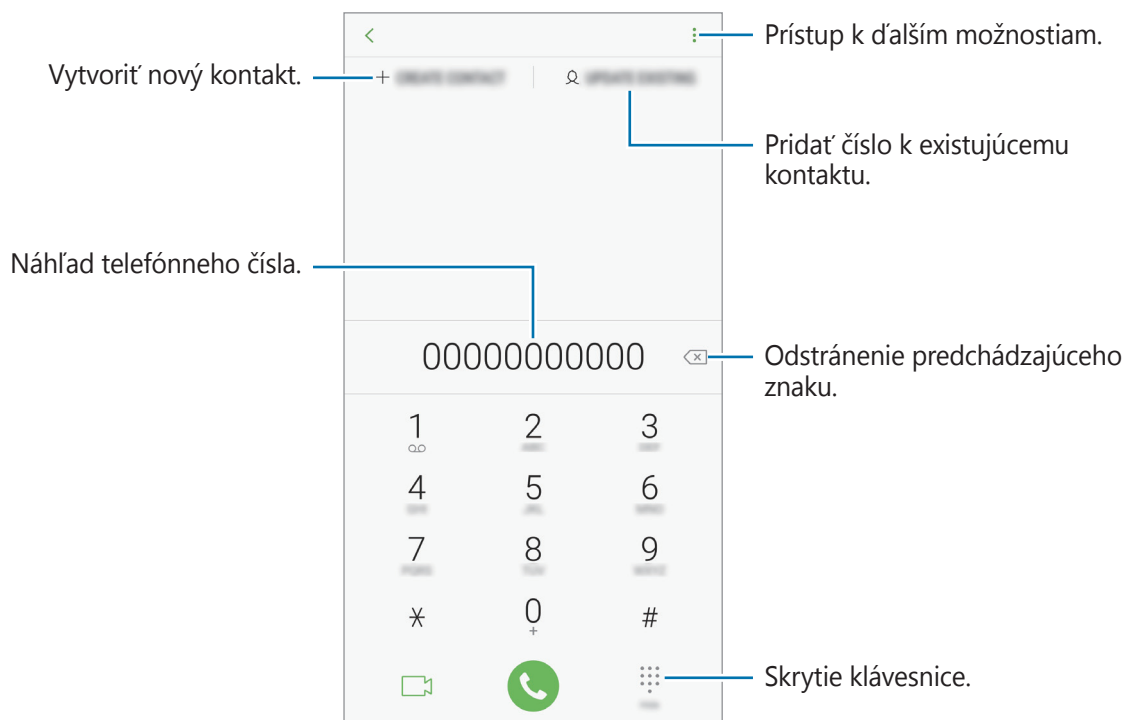 Prístup k ďalším možnostiam.
Vytvoriť nový kontakt.
Pridať číslo k existujúcemu
kontaktu.
Náhľad telefónneho čísla.
00000000000
Odstránenie predchádzajúceho
znaku.
1 2 3
4 5 6
7 8 9
* 0 #
+
Skrytie klávesnice.